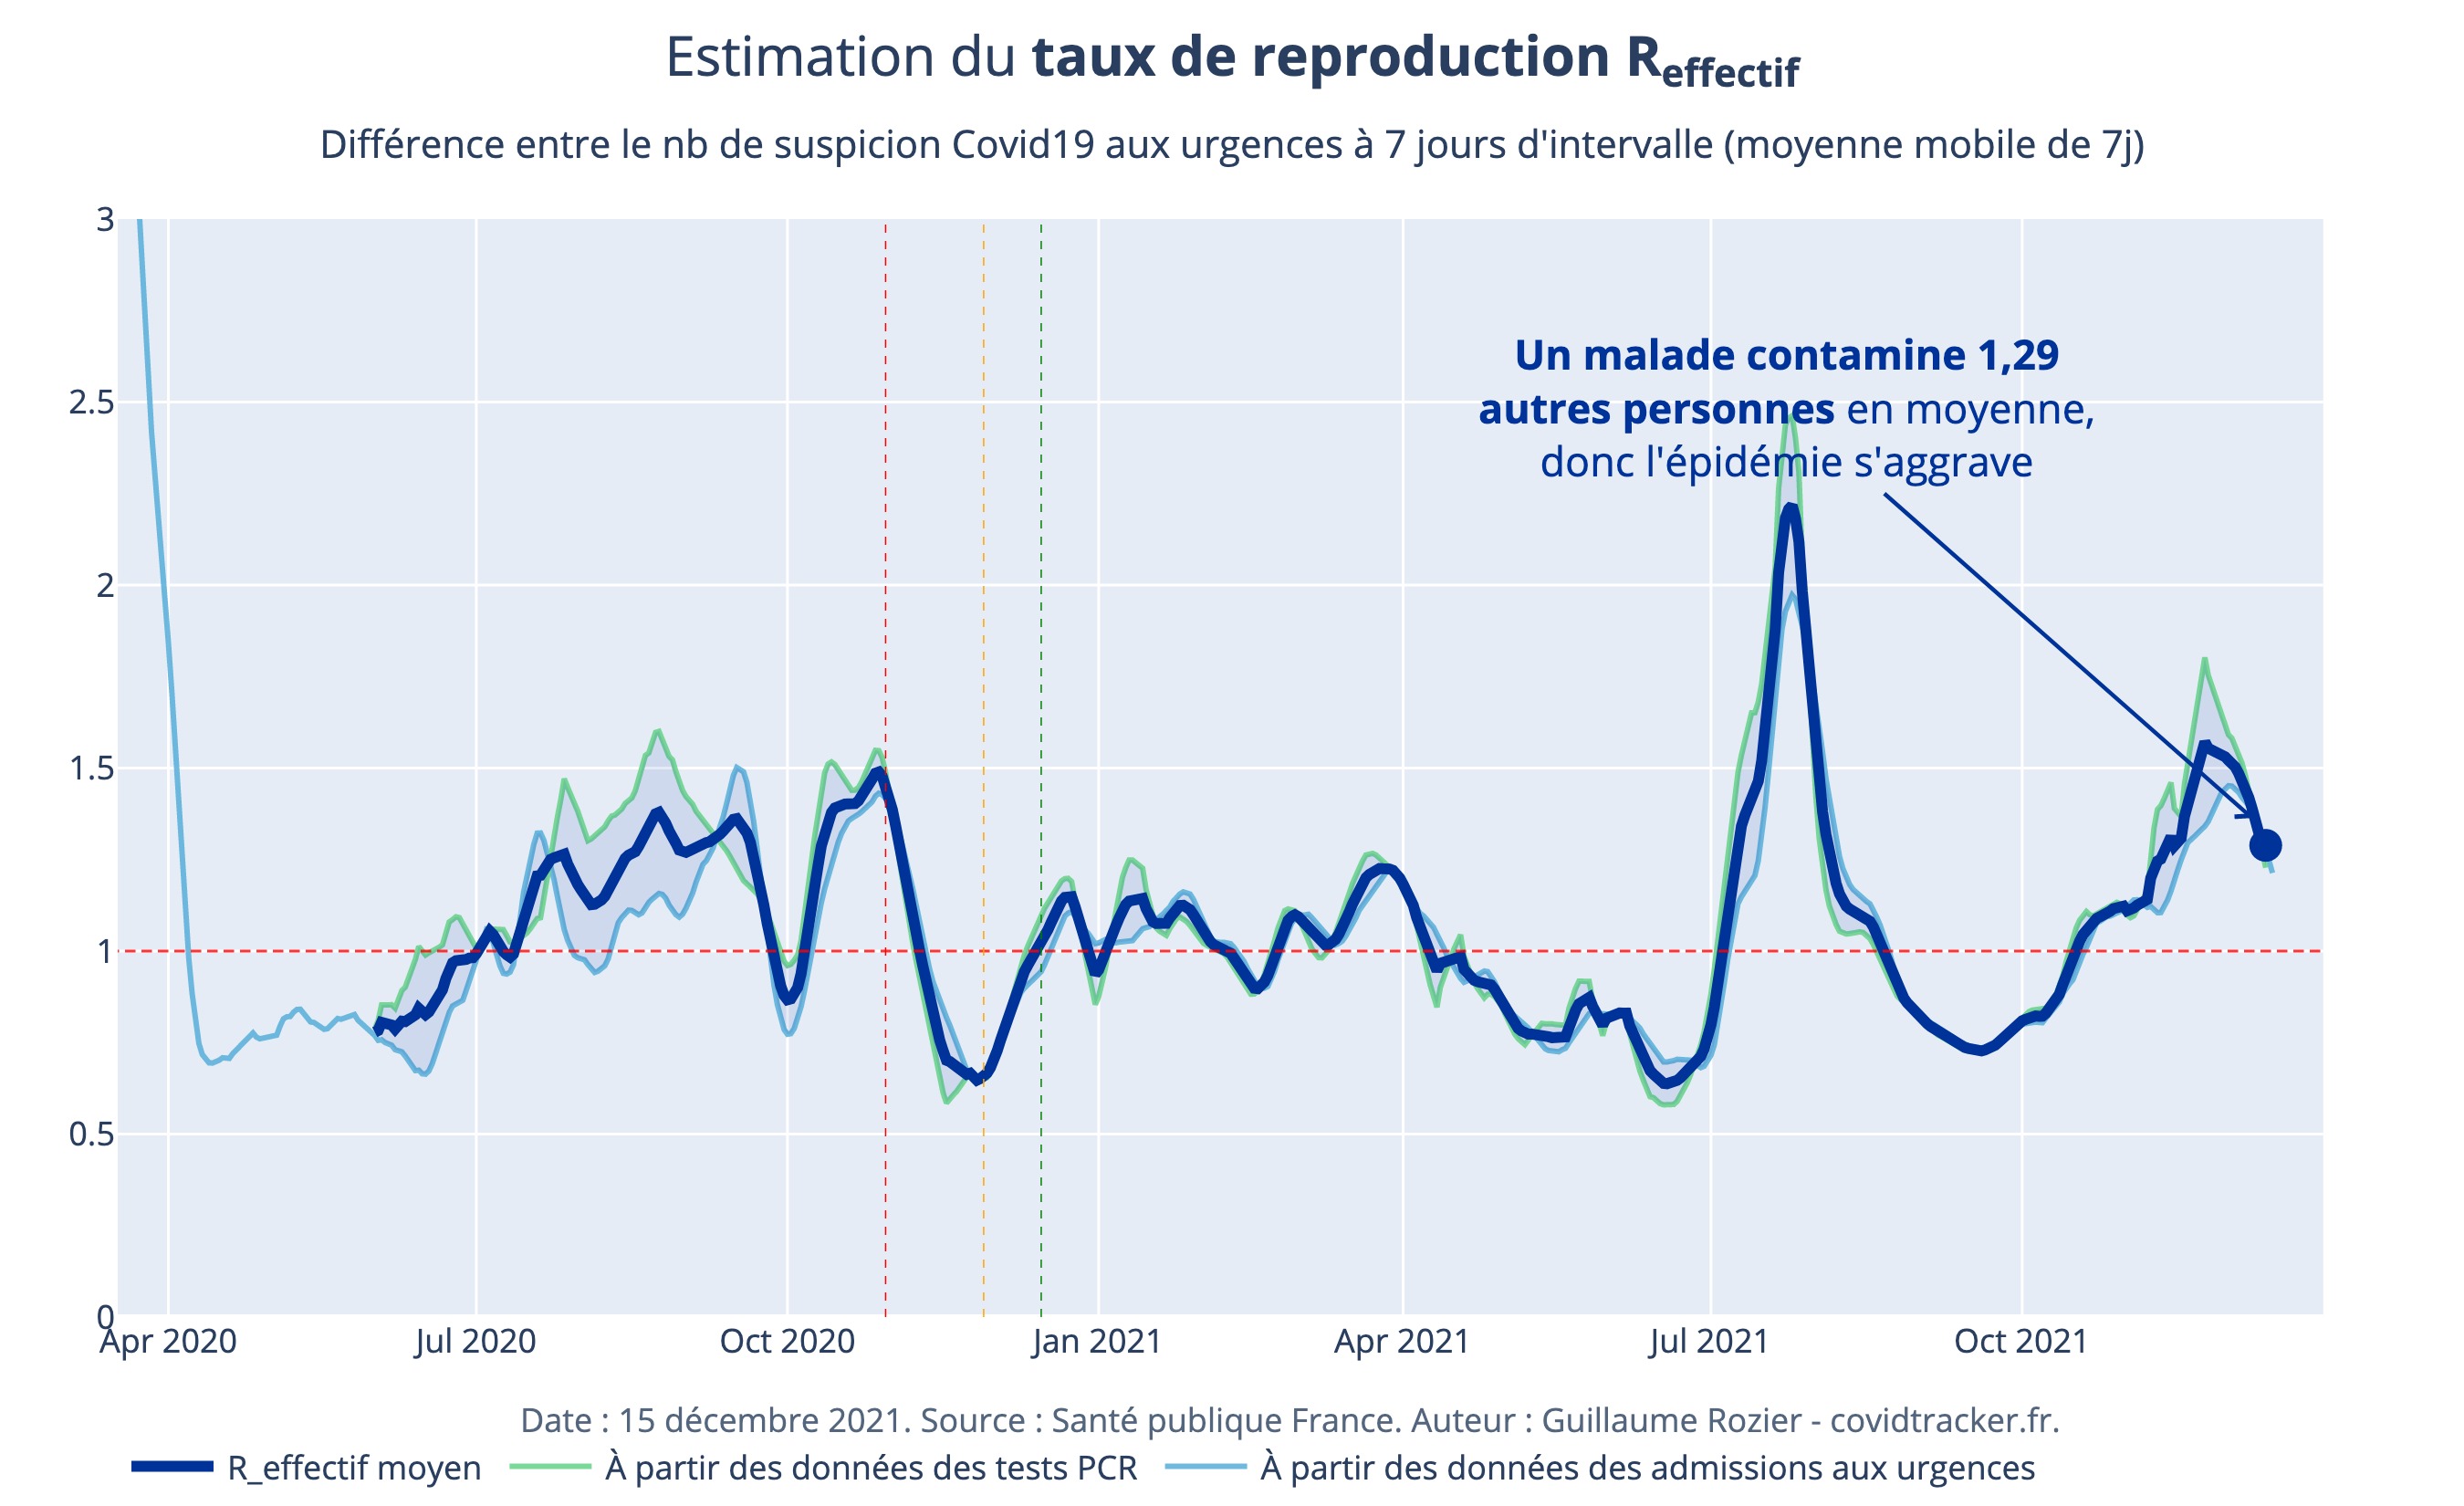 Estimation du taux de reproduction Reffectif
Différence entre le nb de suspicion Covid19 aux urgences à 7 jours d'intervalle (moyenne mobile de 7j)
3
2.5
2
1.5
1
0.5
0
Un malade contamine 1,29
autres personnes en moyenne,
donc l'épidémie s'aggrave
Apr 2020 Jul 2020 Oct 2020 Jan 2021 Apr 2021 Jul 2021 Oct 2021
Date : 15 décembre 2021. Source : Santé publique France. Auteur : Guillaume Rozier - covidtracker.fr.
R_effectif moyen À partir des données des tests PCR À partir des données des admissions aux urgences